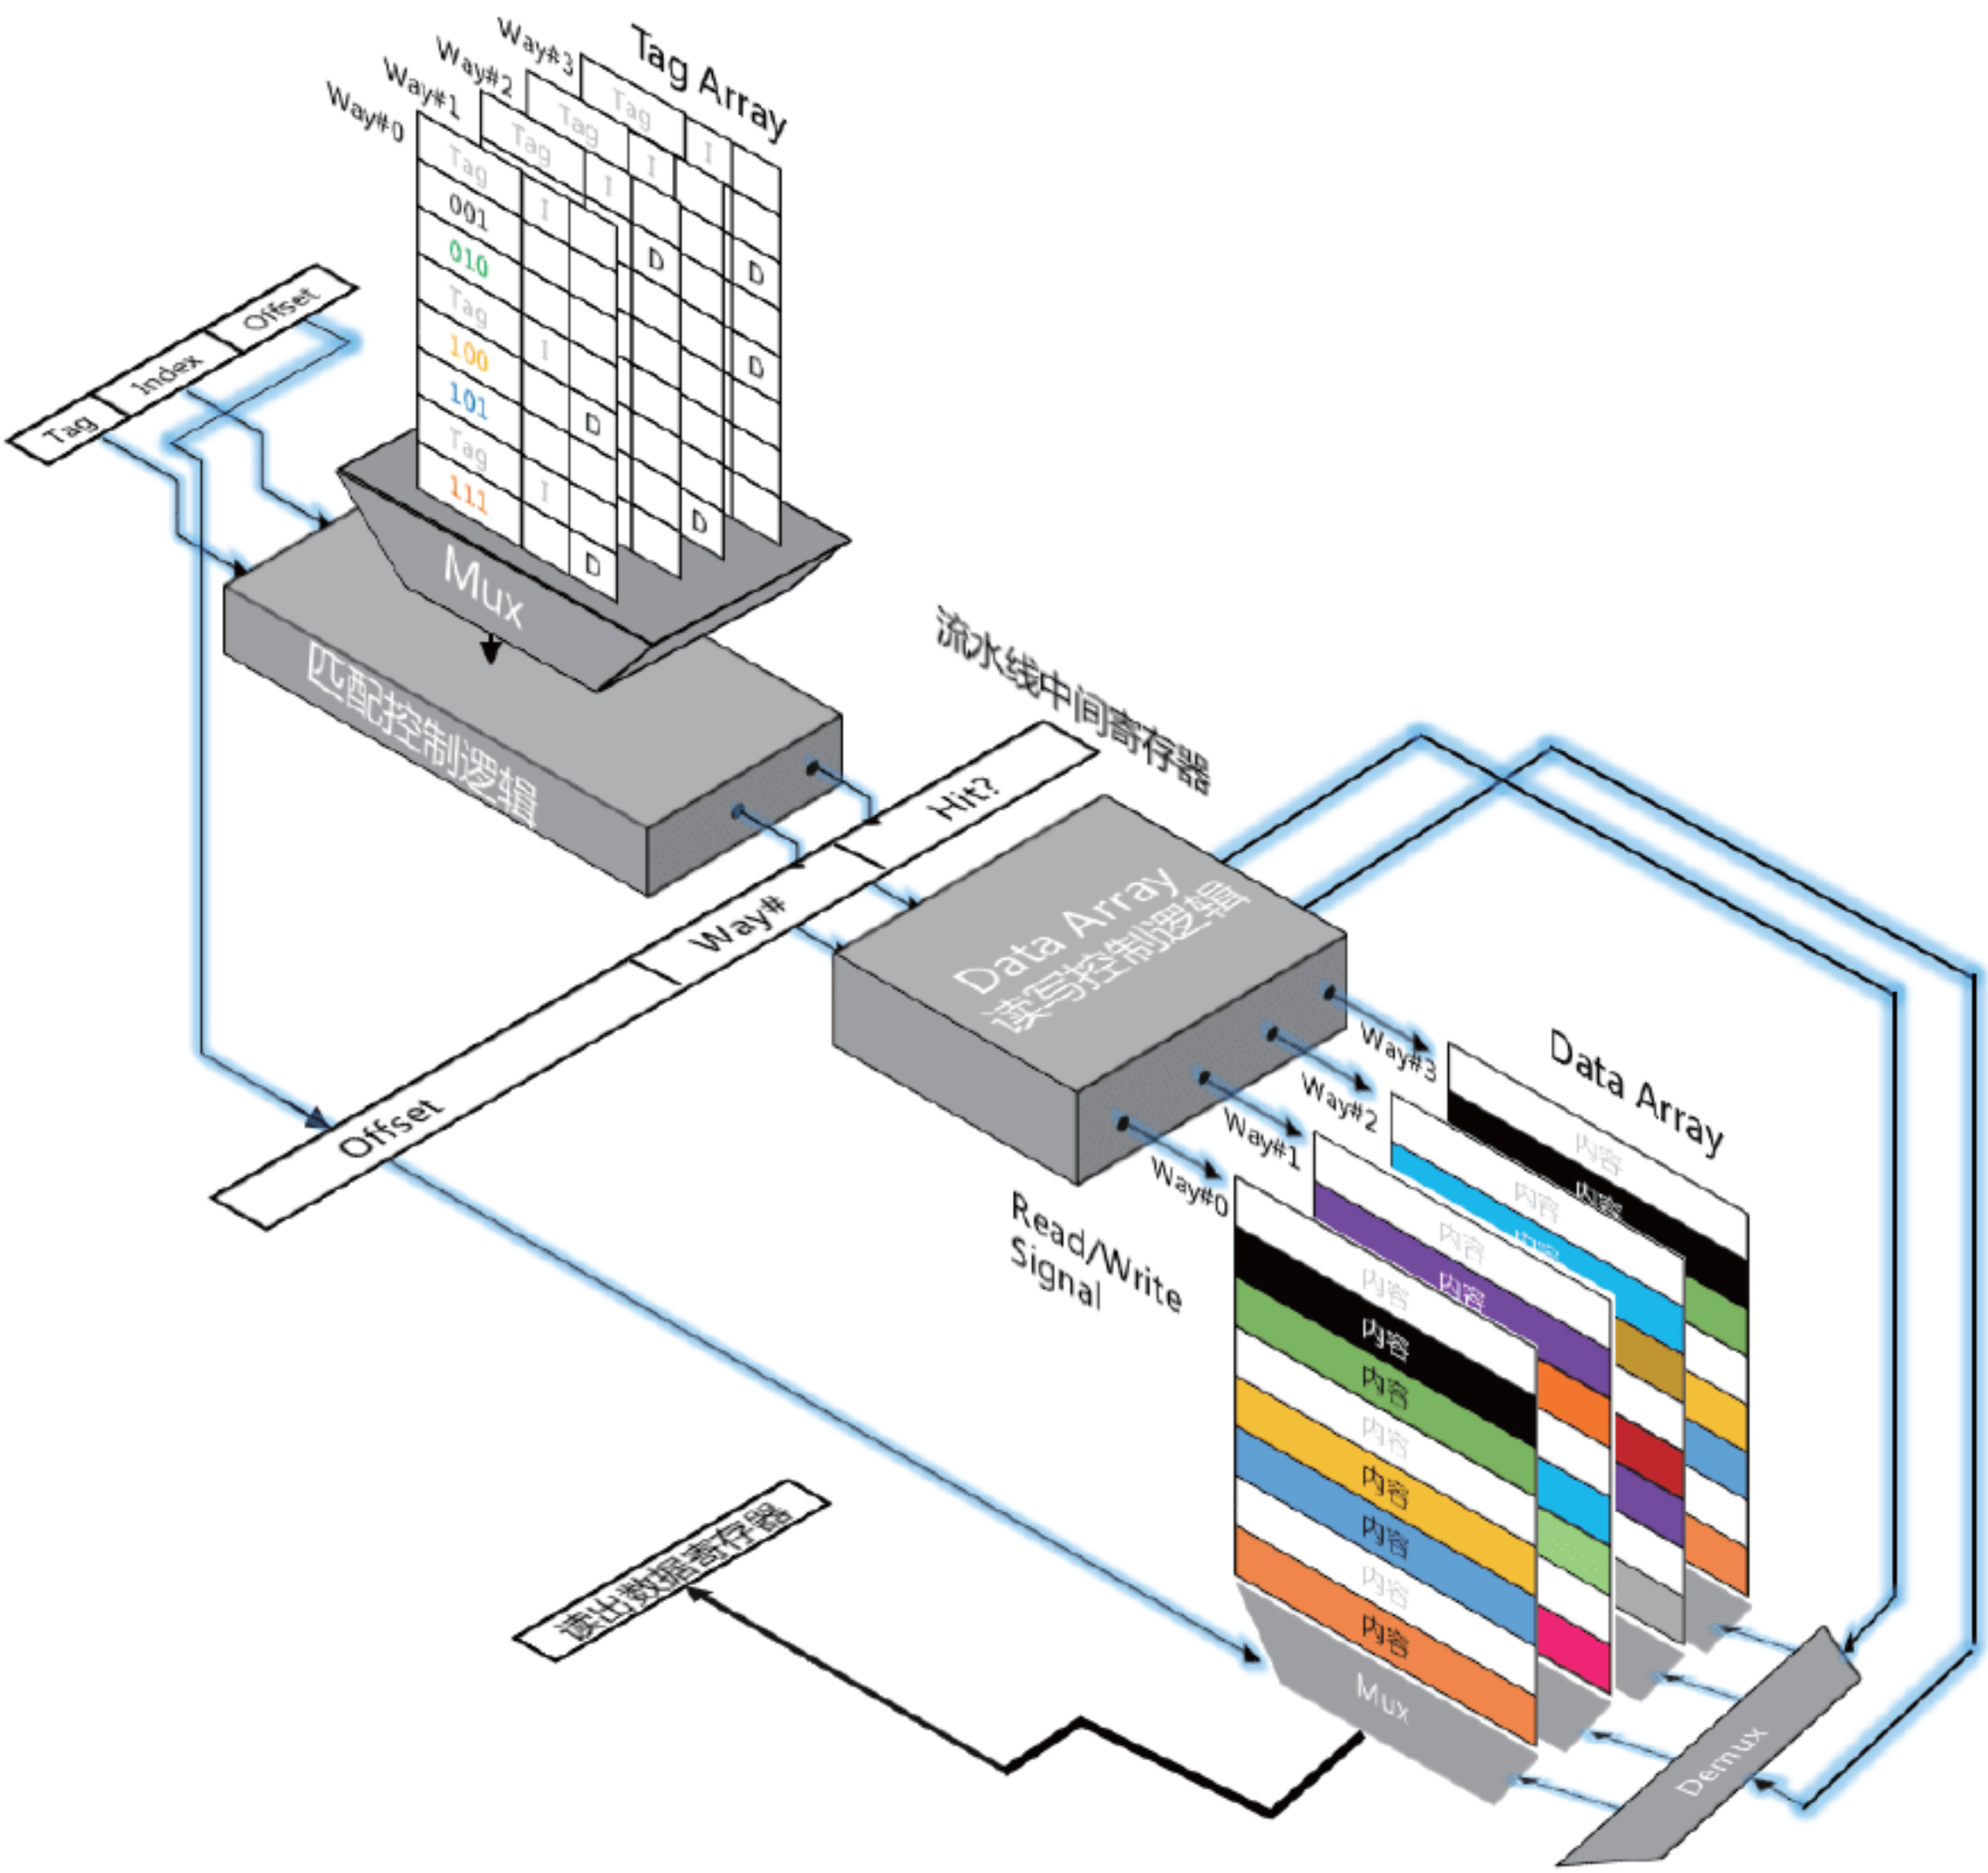 Tag Array
Way#3
Way#2
Way#1
Way#0
Tag
I
Tag
I
Tag
I
Tag
I
001
010
Tag
I
100
101
D
Tag
I
111
D
D
D
D
D
Tag
Index
Offset
Mux
匹配控制逻辑
流水线中间寄存器
Hit?
Way#
Offset
Data Array
读写控制逻辑
Way#3
Way#2
Way#1
Way#0
Read/Write
Signal
Data Array
内容
内容
内容
内容
内容
内容
内容
内容
内容
内容
内容
内容
内容
内容
Mux
Demux
读出数据寄存器